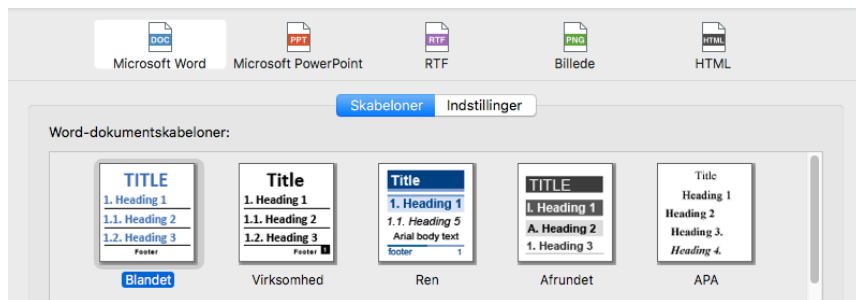 DOC
PPT
RTF
PNG
HTML
Microsoft Word
Microsoft PowerPoint
RTF
Billede
HTML
Skabeloner
Indstillinger
Word-dokumentskabeloner:
TITLE
1. Heading 1
1.1. Heading 2
1.2. Heading 3
Footer
Blandet
Title
1. Heading 1
1.1. Heading 2
1.2. Heading 3
Footer 1
Virksomhed
Title
1. Heading 1
1.1. Heading 5
Arial body text
footer 1
Ren
TITLE
I. Heading 1
A. Heading 2
1. Heading 3
Afrundet
Title
Heading 1
Heading 2
Heading 3.
Heading 4.
APA